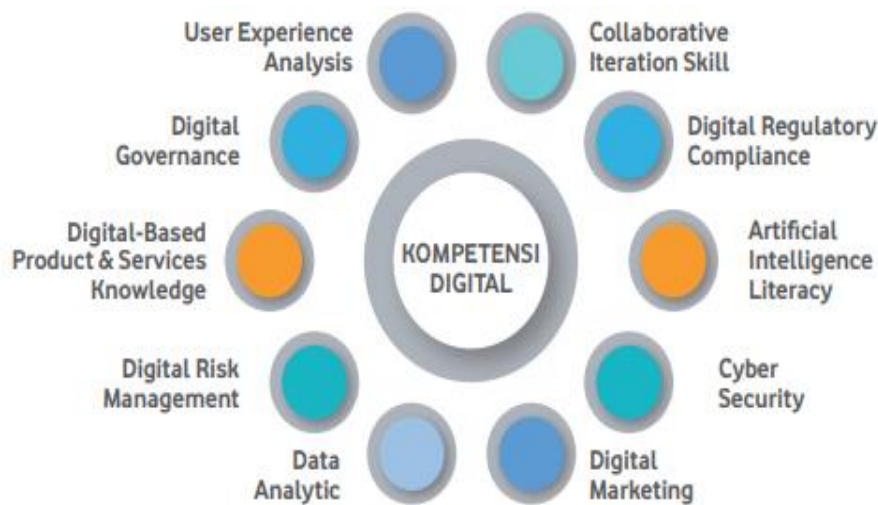 User Experience
Analysis
Collaborative
Iteration Skill
Digital
Governance
Digital Regulatory
Compliance
Digital-Based
Product & Services
Knowledge
KOMPETENSI
DIGITAL
Artificial
Intelligence
Literacy
Digital Risk
Management
Cyber
Security
Data
Analytic
Digital
Marketing